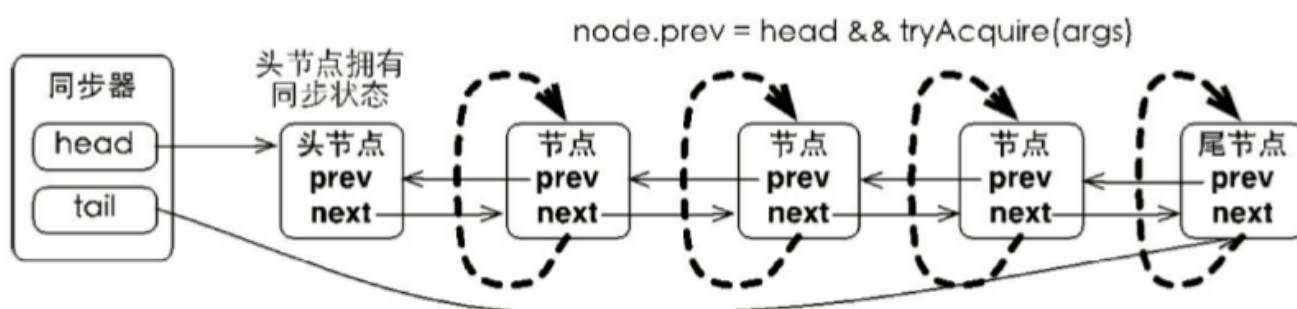 node.prev = head && tryAcquire(args)
同步器
head
tail
头节点拥有
同步状态
头节点
prev
next
节点
prev
next
节点
prev
next
节点
prev
next
尾节点
prev
next